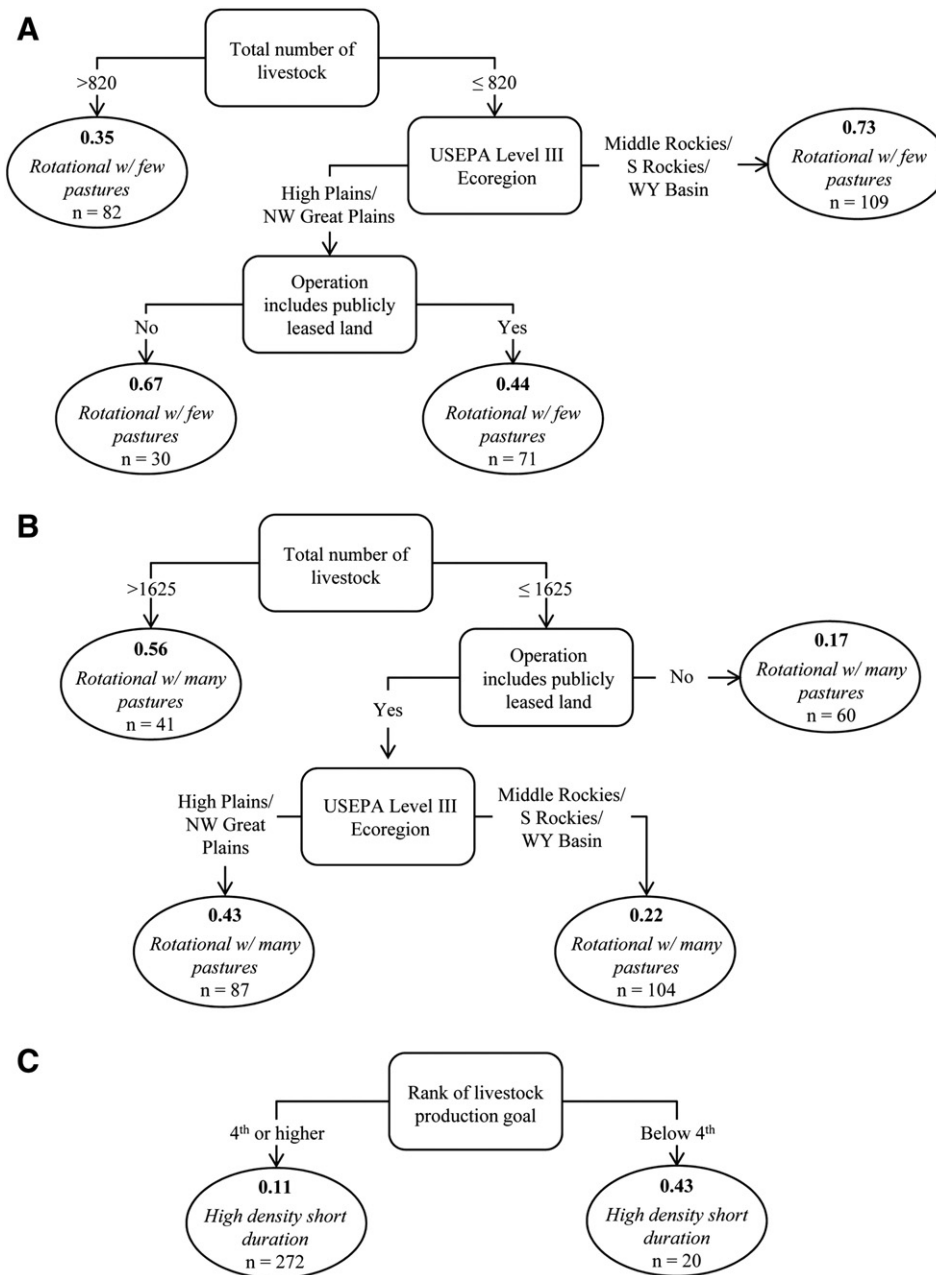 A
Total number of
livestock
>820
≤ 820
0.35
Rotational w/ few
pastures
n = 82
USEPA Level III
Ecoregion
Middle Rockies/
S Rockies/
WY Basin
0.73
Rotational w/ few
pastures
n = 109
High Plains/
NW Great Plains
Operation
includes publicly
leased land
No
Yes
0.67
Rotational w/ few
pastures
n = 30
0.44
Rotational w/ few
pastures
n = 71
B
Total number of
livestock
>1625
≤ 1625
0.56
Rotational w/ many
pastures
n = 41
Operation
includes publicly
leased land
No
0.17
Rotational w/ many
pastures
n = 60
Yes
High Plains/
NW Great
Plains
USEPA Level III
Ecoregion
Middle Rockies/
S Rockies/
WY Basin
0.43
Rotational w/ many
pastures
n = 87
0.22
Rotational w/ many
pastures
n = 104
C
Rank of livestock
production goal
4th or higher
Below 4th
0.11
High density short
duration
n = 272
0.43
High density short
duration
n = 20